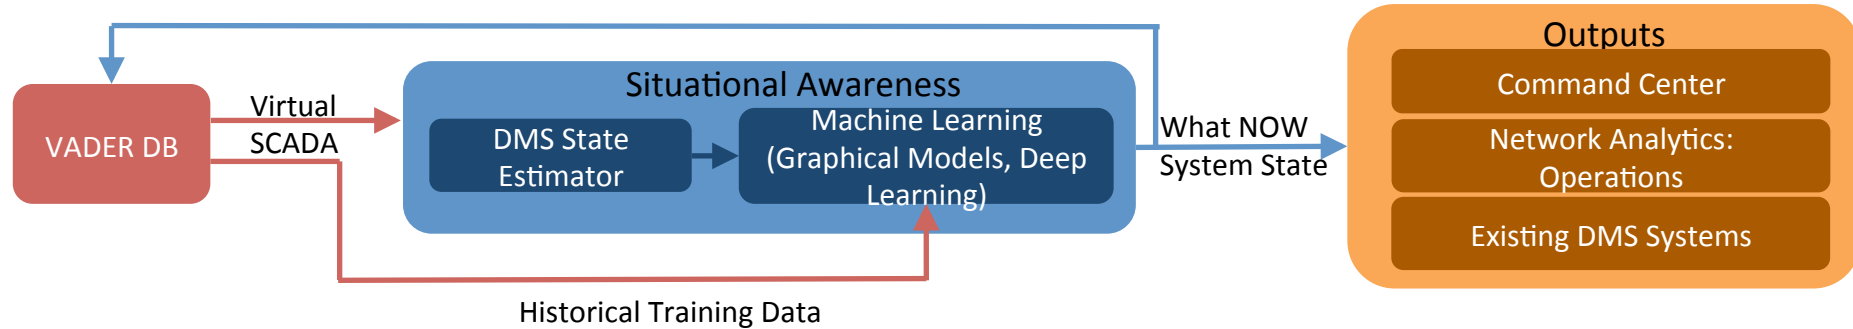 VADER DB
Virtual
SCADA
Historical Training Data
Situational Awareness
DMS State
Estimator
Machine Learning
(Graphical Models, Deep
Learning)
What NOW
System State
Outputs
Command Center
Network Analytics:
Operations
Existing DMS Systems